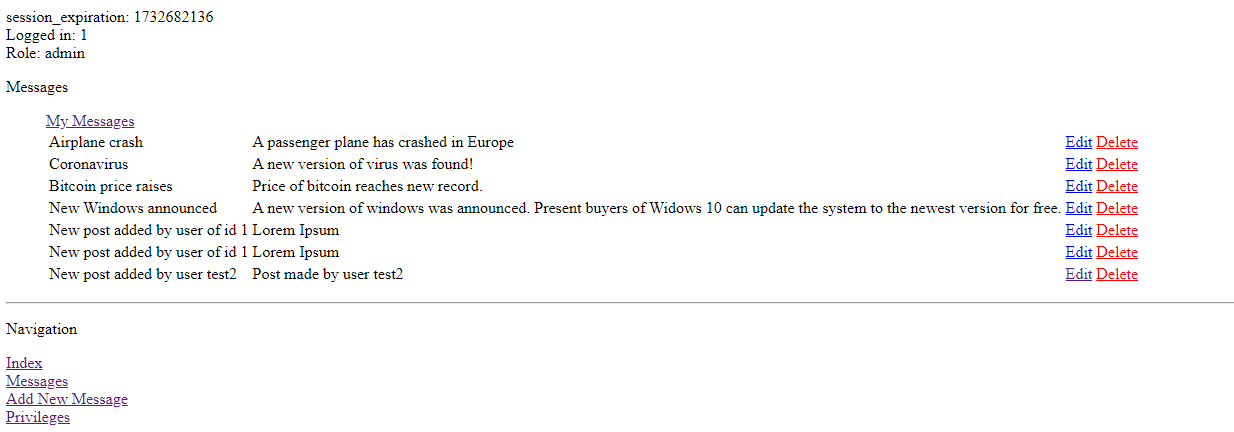 session_expiration: 1732682136
Logged in: 1
Role: admin
Messages
My Messages
Airplane crash A passenger plane has crashed in Europe Edit Delete
Coronavirus A new version of virus was found! Edit Delete
Bitcoin price raises Price of bitcoin reaches new record. Edit Delete
New Windows announced A new version of windows was announced. Present buyers of Widows 10 can update the system to the newest version for free. Edit Delete
New post added by user of id 1 Lorem Ipsum Edit Delete
New post added by user of id 1 Lorem Ipsum Edit Delete
New post added by user test2 Post made by user test2 Edit Delete
Navigation
Index
Messages
Add New Message
Privileges